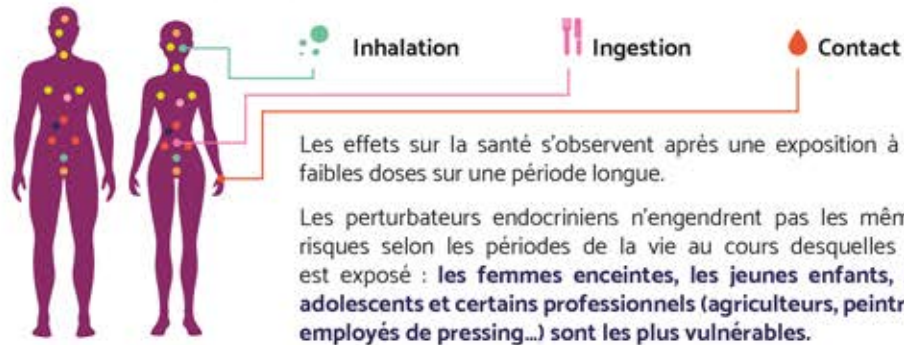 Inhalation
Ingestion
Contact
Les effets sur la santé s'observent après une exposition à
faibles doses sur une période longue.
Les perturbateurs endocriniens n'engendrent pas les mêm
risques selon les périodes de la vie au cours desquelles
est exposé : les femmes enceintes, les jeunes enfants,
adolescents et certains professionnels (agriculteurs, peintr
employés de pressing...) sont les plus vulnérables.